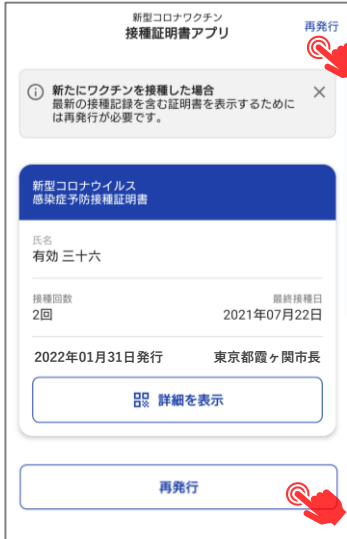 新型コロナワクチン
接種証明書アプリ
再発行
新たにワクチンを接種した場合
最新の接種記録を含む証明書を表示するために
は再発行が必要です。
新型コロナウイルス
感染症予防接種証明書
氏名
有効 三十六
接種回数
最終接種日
2回
2021年07月22日
2022年01月31日発行
東京都霞ヶ関市長
詳細を表示
再発行